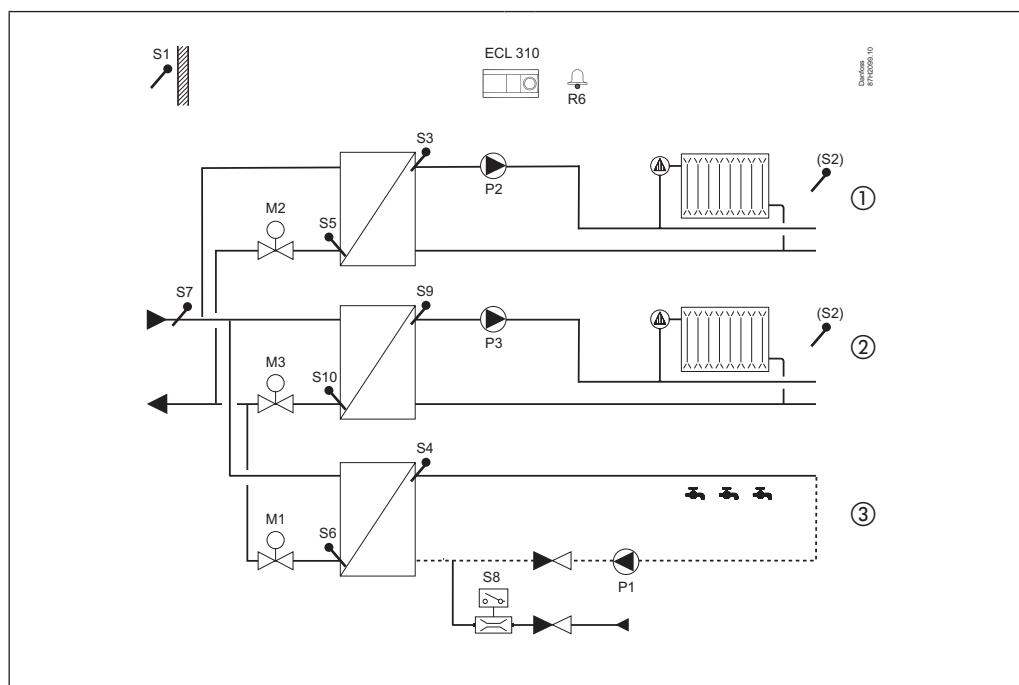 S1
ECL 310
R6
Danfoss
87H2099.10
S3
P2
(S2)
①
M2
S5
S7
S9
P3
(S2)
②
M3
S10
S4
③
M1
S6
S8
P1